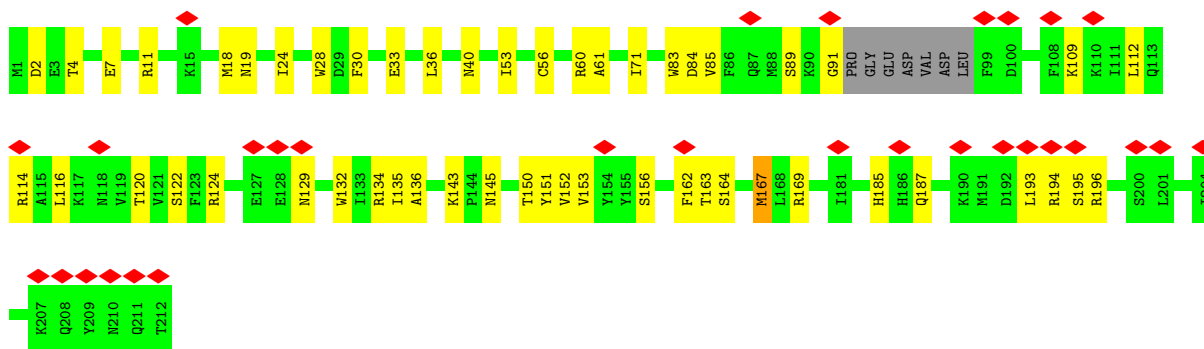 M1 D2 E3 T4 E7 R11 K15 M18 N19 I24 W28 D29 F30 E33 L36 N40 I53 C56 R60 A61 I71 W83 D84 V85 F86 Q87 M88 S89 K90 G91 PRO GLY GLU ASP VAL ASP LEU F99 D100 F108 K109 K110 I111 L112 Q113
R114 A115 L116 K117 N118 V119 T120 V121 S122 F123 R124 E127 E128 N129 W132 I133 R134 I135 A136 K143 P144 N145 T150 Y151 V152 V153 Y154 Y155 S156 F162 T163 S164 M167 L168 R169 I181 H185 H186 Q187 K190 M191 D192 L193 R194 S195 R196 S200 L201
K207 Q208 Y209 N210 Q211 T212